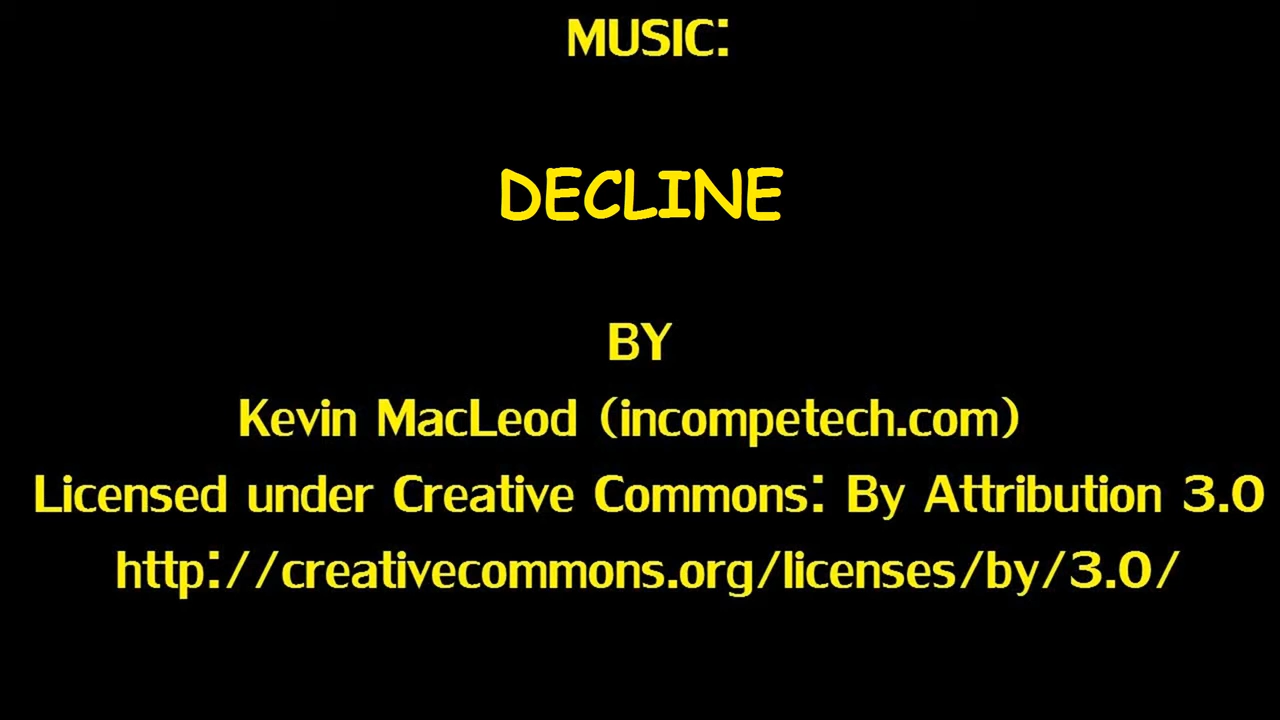 MUSIC:
DECLINE
BY
Kevin MacLeod (incompetech.com)
Licensed under Creative Commons: By Attribution 3.0
http://creativecommons.org/licenses/by/3.0/